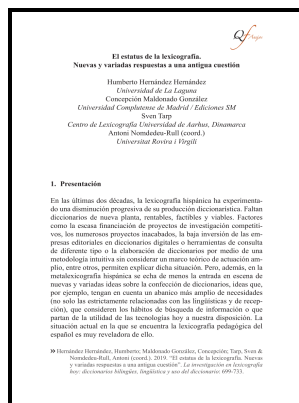 Qf Anejos
El estatus de la lexicografía.
Nuevas y variadas respuestas a una antigua cuestión
Humberto Hernández Hernández
Universidad de La Laguna
Concepción Maldonado González
Universidad Complutense de Madrid / Ediciones SM
Sven Tarp
Centro de Lexicografía Universidad de Aarhus, Dinamarca
Antoni Nomdedeu-Rull (coord.)
Universitat Rovira i Virgili
1. Presentación
En las últimas dos décadas, la lexicografía hispánica ha experimenta-
do una disminución progresiva de su producción diccionarística. Faltan
diccionarios de nueva planta, rentables, factibles y viables. Factores
como la escasa financiación de proyectos de investigación competiti-
vos, los numerosos proyectos inacabados, la baja inversión de las em-
presas editoriales en diccionarios digitales o herramientas de consulta
de diferente tipo o la elaboración de diccionarios por medio de una
metodología intuitiva sin considerar un marco teórico de actuación am-
plio, entre otros, permiten explicar dicha situación. Pero, además, en la
metalexicografía hispánica se echa de menos la entrada en escena de
nuevas y variadas ideas sobre la confección de diccionarios, ideas que,
por ejemplo, tengan en cuenta un abanico más amplio de necesidades
(no solo las estrictamente relacionadas con las lingüísticas y de recep-
ción), que consideren los hábitos de búsqueda de información o que
partan de la utilidad de las tecnologías hoy a nuestra disposición. La
situación actual en la que se encuentra la lexicografía pedagógica del
español es muy reveladora de ello.
» Hernández Hernández, Humberto; Maldonado González, Concepción; Tarp, Sven &
Nomdedeu-Rull, Antoni (coord.). 2019. "El estatus de la lexicografía. Nuevas
y variadas respuestas a una antigua cuestión". La investigación en lexicografía
hoy: diccionarios bilingües, lingüística y uso del diccionario: 699-733.